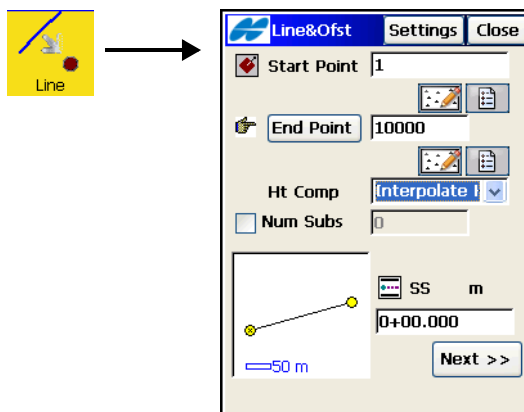 Line
Line&Ofst Settings Close
Start Point 1
End Point 10000
Ht Comp Interpolate
Num Subs 0
SS m
0+00.000
50 m
Next >>